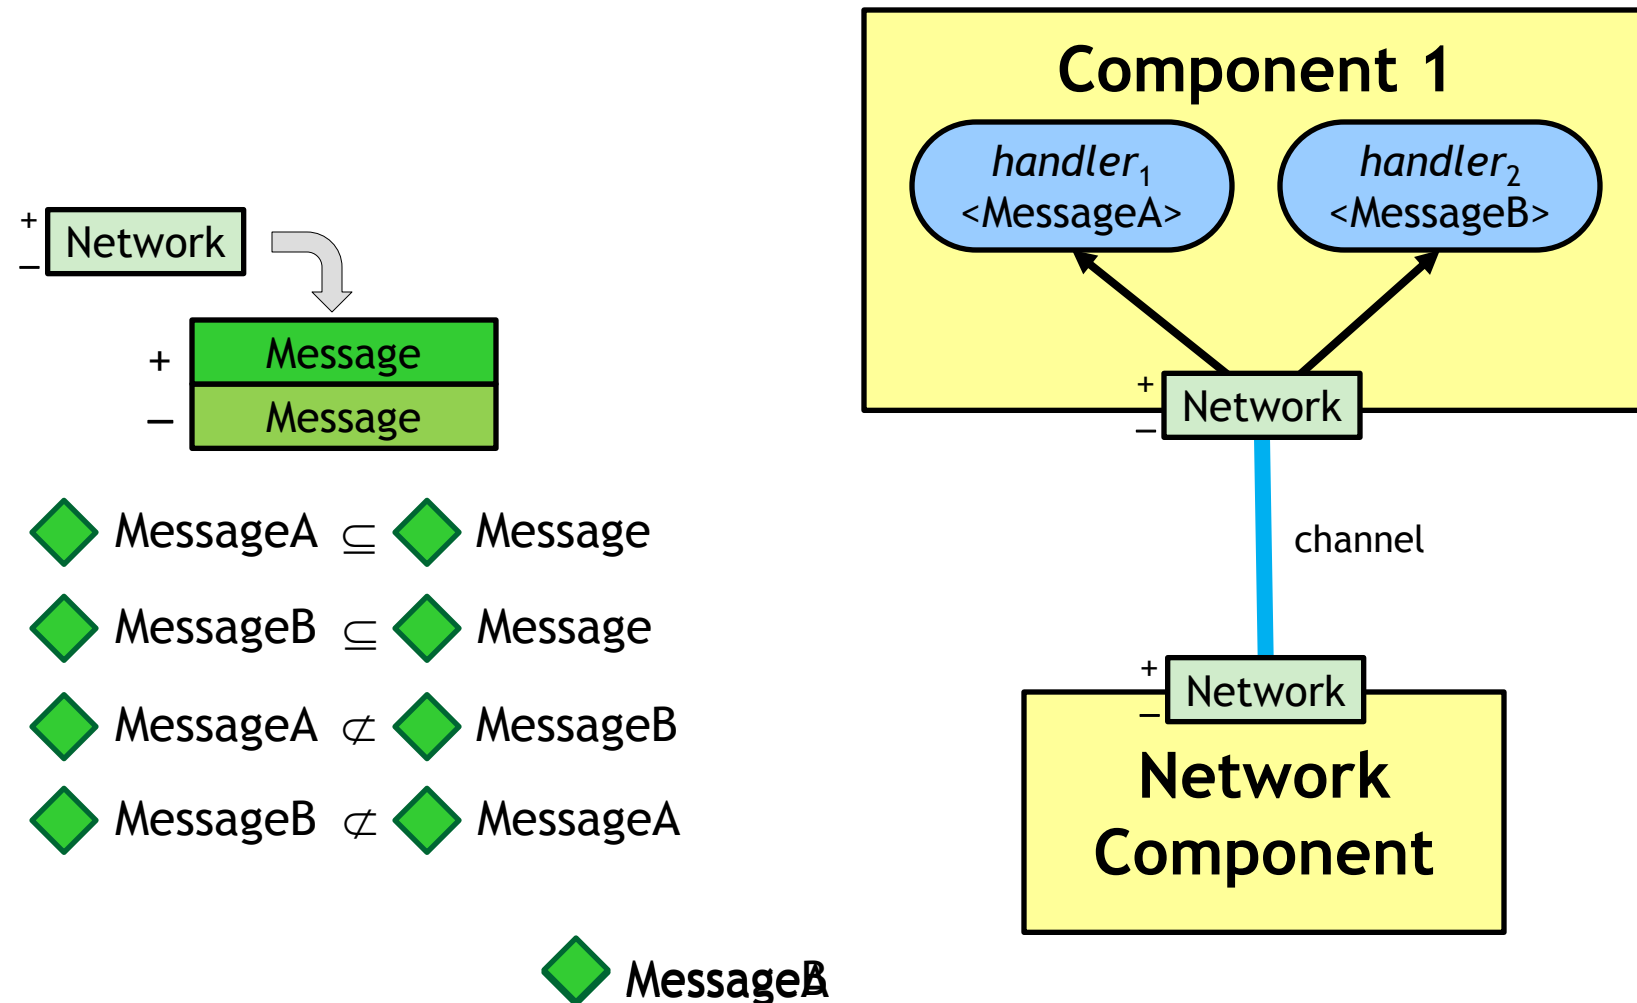 +
Network
−
+
Message
−
Message
MessageA ⊆ Message
MessageB ⊆ Message
MessageA ⊄ MessageB
MessageB ⊄ MessageA
Component 1
handler₁
<MessageA>
handler₂
<MessageB>
+
Network
−
channel
+
Network
−
Network
Component